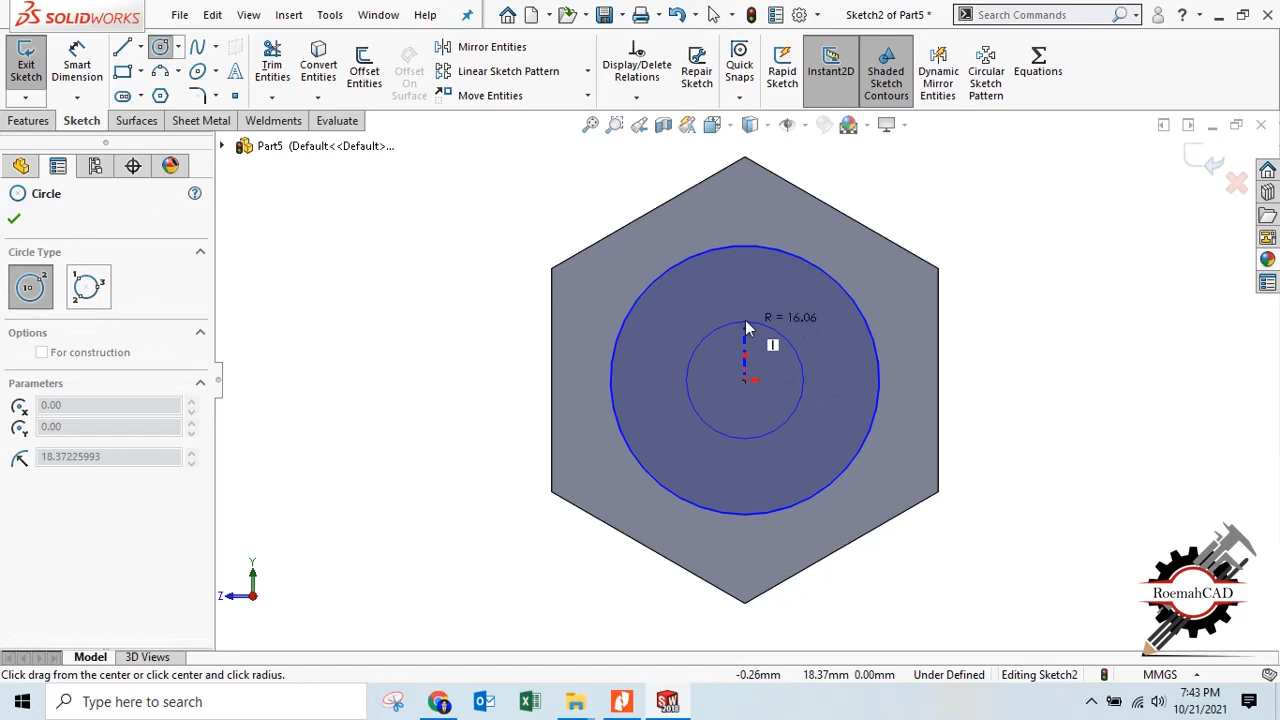 SOLIDWORKS
File Edit View Insert Tools Window Help
Sketch2 of Part5 *
Search Commands
?
Exit Sketch
Smart Dimension
Trim Entities
Convert Entities
Offset Entities
Offset On Surface
Mirror Entities
Linear Sketch Pattern
Move Entities
Display/Delete Relations
Repair Sketch
Quick Snaps
Rapid Sketch
Instant2D
Shaded Sketch Contours
Dynamic Mirror Entities
Circular Sketch Pattern
Equations
Features Sketch Surfaces Sheet Metal Weldments Evaluate
Part5 (Default<<Default>...
Circle
Circle Type
Options
For construction
Parameters
0.00
0.00
18.37225993
R = 16.06
Y
Z
RoemahCAD
Model 3D Views
Click drag from the center or click center and click radius.
-0.26mm 18.37mm 0.00mm Under Defined Editing Sketch2 MMGS
Type here to search
SW
2018
7:43 PM
10/21/2021